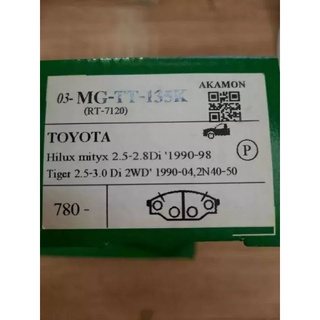 03- MG-TT-135K
AKAMON
(RT-7120)
TOYOTA
Hilux mityx 2.5-2.8Di '1990-98
P
Tiger 2.5-3.0 Di 2WD' 1990-04,2N40-50
780 -